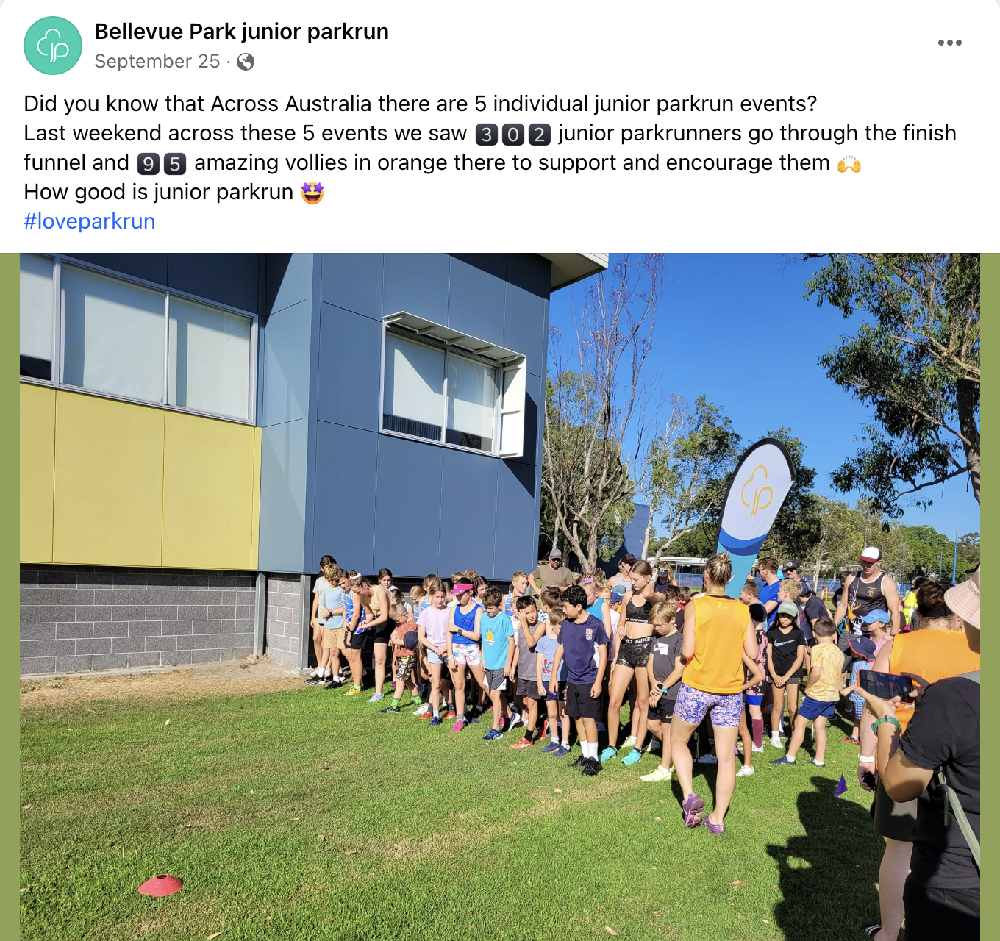 Bellevue Park junior parkrun
September 25 ·
Did you know that Across Australia there are 5 individual junior parkrun events?
Last weekend across these 5 events we saw 3️⃣0️⃣2️⃣ junior parkrunners go through the finish
funnel and 9️⃣5️⃣ amazing vollies in orange there to support and encourage them 🙌
How good is junior parkrun 🤩
#loveparkrun